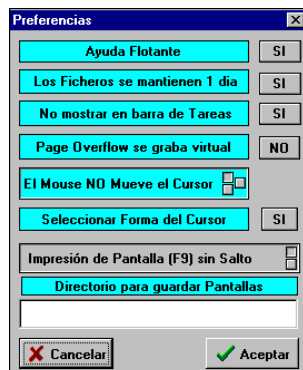 Preferencias
Ayuda Flotante SI
Los Ficheros se mantienen 1 dia SI
No mostrar en barra de Tareas SI
Page Overflow se graba virtual NO
El Mouse NO Mueve el Cursor
Seleccionar Forma del Cursor SI
Impresión de Pantalla (F9) sin Salto
Directorio para guardar Pantallas
Cancelar Aceptar